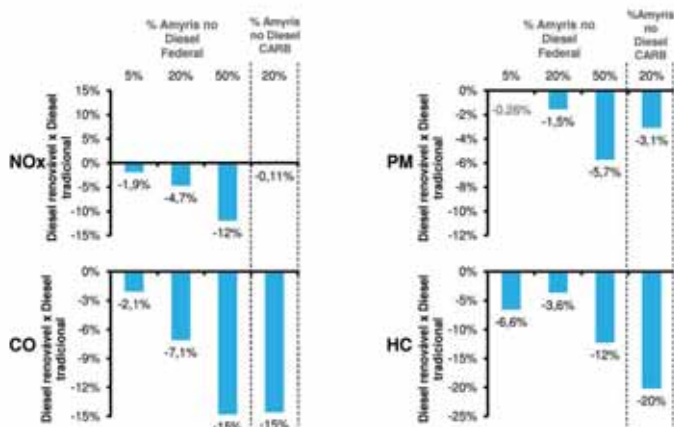 % Amyris no
Diesel
Federal
% Amyris
no Diesel
CARB
5% 20% 50% 20%
NOx
Diesel renovável x Diesel
tradicional
15%
10%
5%
0%
-5%
-10%
-15%
-1,9%
-4,7%
-12%
-0,11%
% Amyris no
Diesel
Federal
%Amyris
no Diesel
CARB
5% 20% 50% 20%
PM
Diesel renovável x Diesel
tradicional
0%
-2%
-4%
-6%
-8%
-10%
-12%
-0.26%
-1,5%
-5,7%
-3,1%
CO
Diesel renovável x Diesel
tradicional
0%
-3%
-6%
-9%
-12%
-15%
-2,1%
-7,1%
-15%
-15%
HC
Diesel renovável x Diesel
tradicional
0%
-5%
-10%
-15%
-20%
-25%
-6,6%
-3,6%
-12%
-20%